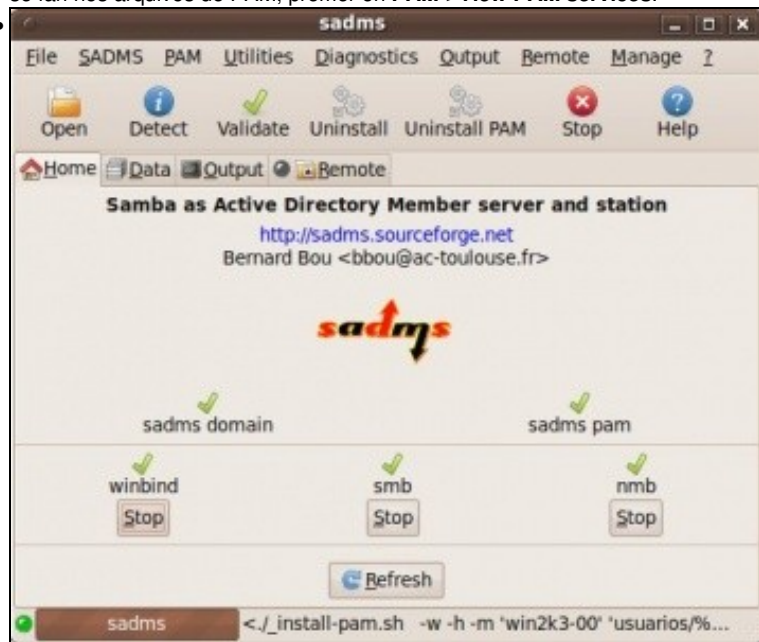 sadms
File SADMS PAM Utilities Diagnostics Output Remote Manage ?
Open Detect Validate Uninstall Uninstall PAM Stop Help
Home Data Output Remote
Samba as Active Directory Member server and station
http://sadms.sourceforge.net
Bernard Bou <bbou@ac-toulouse.fr>
sadms
sadms domain sadms pam
winbind smb nmb
Stop Stop Stop
Refresh
sadms <./_install-pam.sh -w -h -m 'win2k3-00' 'usuarios/%...